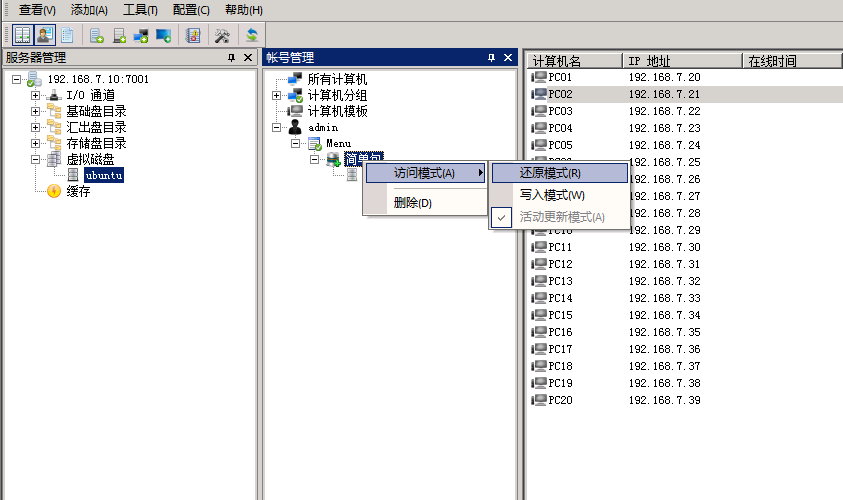 查看(V) 添加(A) 工具(T) 配置(C) 帮助(H)
服务器管理
192.168.7.10:7001
I/O 通道
基础盘目录
汇出盘目录
存储盘目录
虚拟磁盘
ubuntu
缓存
帐号管理
所有计算机
计算机分组
计算机模板
admin
Menu
访问模式(A)
删除(D)
还原模式(R)
写入模式(W)
活动更新模式(A)
计算机名 IP 地址 在线时间
PC01 192.168.7.20
PC02 192.168.7.21
PC03 192.168.7.22
PC04 192.168.7.23
PC05 192.168.7.24
192.168.7.25
192.168.7.26
192.168.7.27
192.168.7.28
192.168.7.29
PC11 192.168.7.30
PC12 192.168.7.31
PC13 192.168.7.32
PC14 192.168.7.33
PC15 192.168.7.34
PC16 192.168.7.35
PC17 192.168.7.36
PC18 192.168.7.37
PC19 192.168.7.38
PC20 192.168.7.39